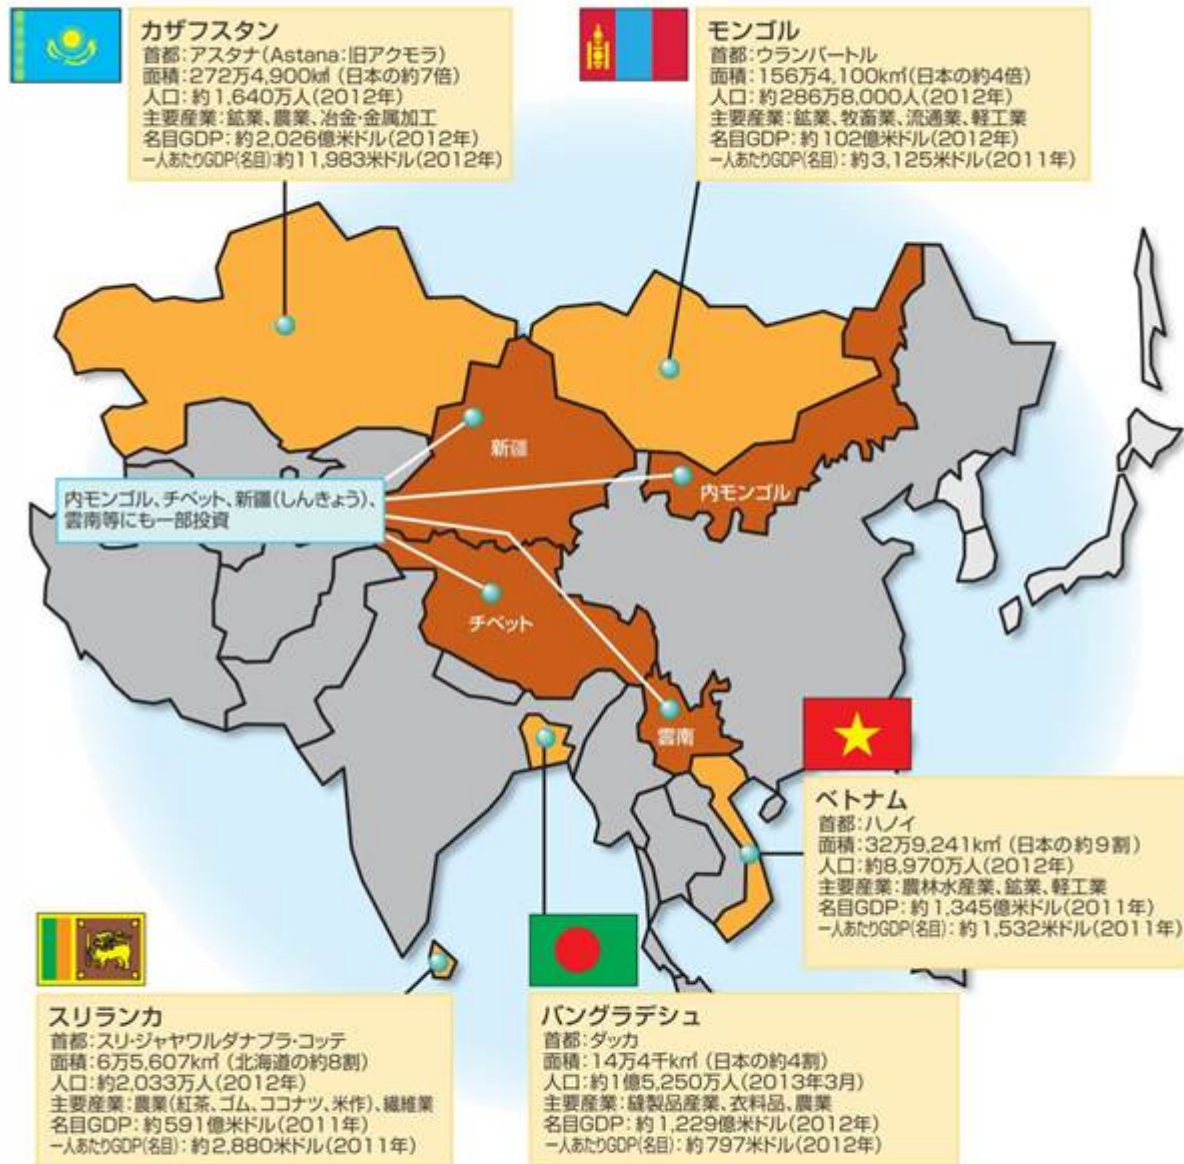 カザフスタン
首都：アスタナ(Astana：旧アクモラ)
面積：272万4,900km² (日本の約7倍)
人口：約1,640万人(2012年)
主要産業：鉱業、農業、冶金・金属加工
名目GDP：約2,026億米ドル(2012年)
一人あたりGDP(名目)：約11,983米ドル(2012年)
モンゴル
首都：ウランバートル
面積：156万4,100km²(日本の約4倍)
人口：約286万8,000人(2012年)
主要産業：鉱業、牧畜業、流通業、軽工業
名目GDP：約102億米ドル(2012年)
一人あたりGDP(名目)：約3,125米ドル(2011年)
新疆
内モンゴル
内モンゴル、チベット、新疆(しんきょう)、
雲南等にも一部投資
チベット
雲南
ベトナム
首都：ハノイ
面積：32万9,241km² (日本の約9割)
人口：約8,970万人(2012年)
主要産業：農林水産業、鉱業、軽工業
名目GDP：約1,345億米ドル(2011年)
一人あたりGDP(名目)：約1,532米ドル(2011年)
スリランカ
首都：スリ・ジャヤワルダナプラ・コッテ
面積：6万5,607km² (北海道の約8割)
人口：約2,033万人(2012年)
主要産業：農業(紅茶、ゴム、ココナツ、米作)、繊維業
名目GDP：約591億米ドル(2011年)
一人あたりGDP(名目)：約2,880米ドル(2011年)
バングラデシュ
首都：ダッカ
面積：14万4千km² (日本の約4割)
人口：約1億5,250万人(2013年3月)
主要産業：縫製品産業、衣料品、農業
名目GDP：約1,229億米ドル(2012年)
一人あたりGDP(名目)：約797米ドル(2012年)